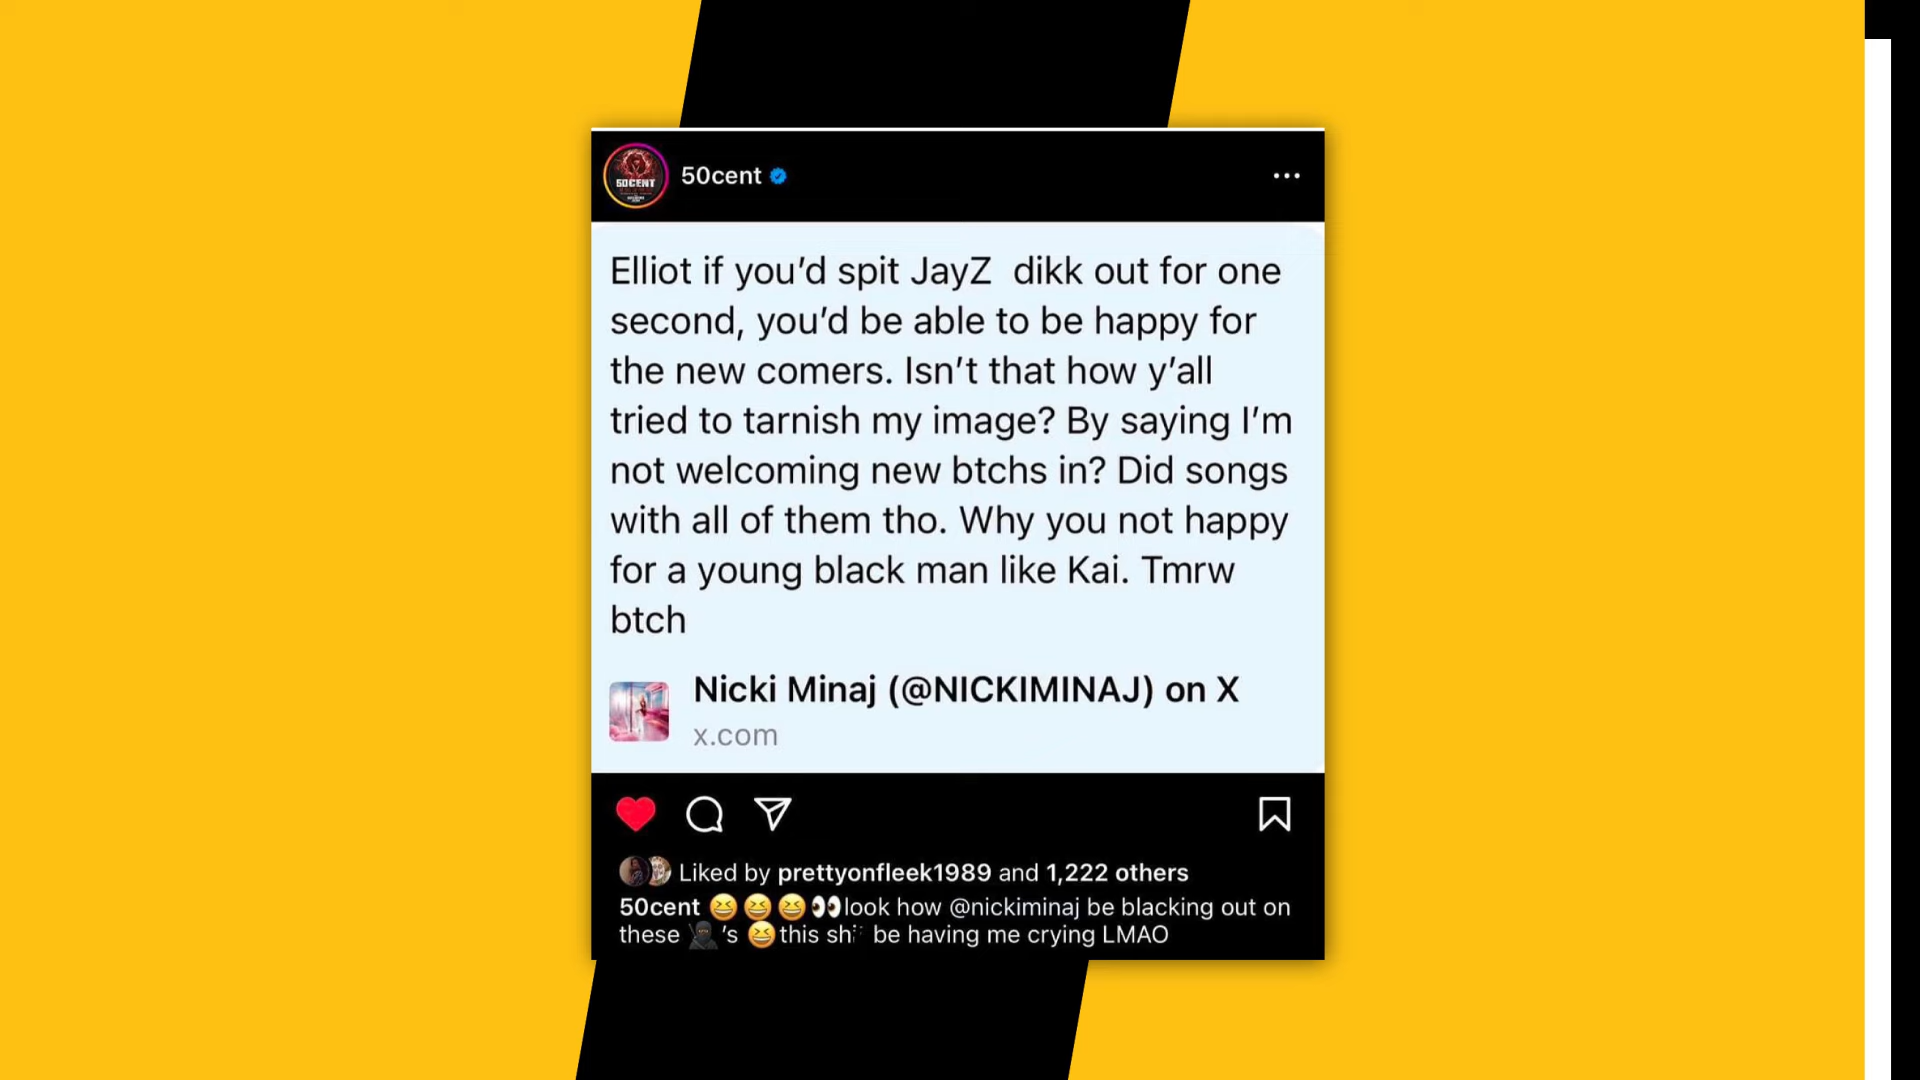 50CENT
50cent
Elliot if you’d spit JayZ dikk out for one
second, you’d be able to be happy for
the new comers. Isn’t that how y’all
tried to tarnish my image? By saying I’m
not welcoming new btchs in? Did songs
with all of them tho. Why you not happy
for a young black man like Kai. Tmrw
btch
Nicki Minaj (@NICKIMINAJ) on X
x.com
Liked by prettyonfleek1989 and 1,222 others
50cent 😆😆😆👀look how @nickiminaj be blacking out on
these 🥷’s 😆this shi be having me crying LMAO